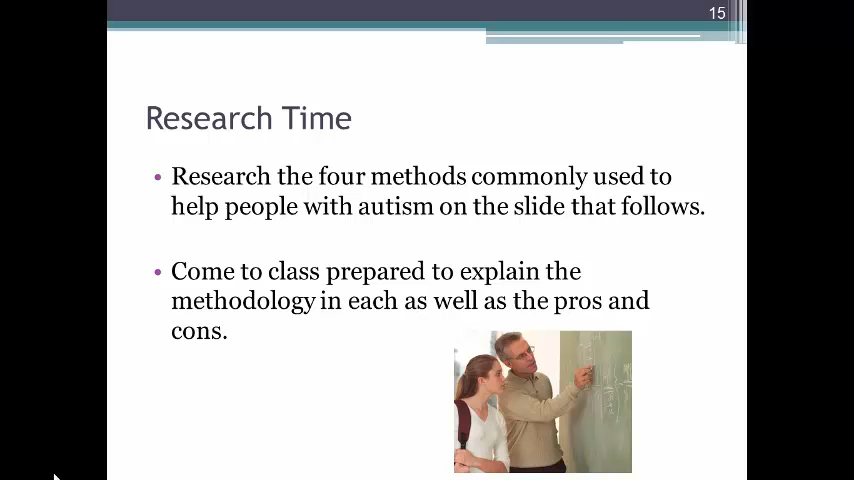 15
Research Time
• Research the four methods commonly used to
help people with autism on the slide that follows.
• Come to class prepared to explain the
methodology in each as well as the pros and
cons.